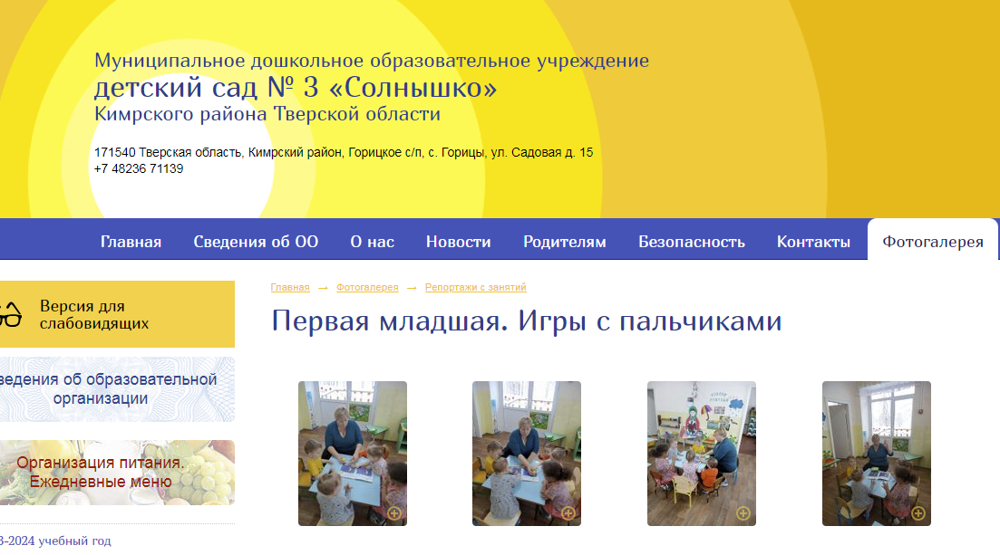 Муниципальное дошкольное образовательное учреждение
детский сад № 3 «Солнышко»
Кимрского района Тверской области
171540 Тверская область, Кимрский район, Горицкое с/п, с. Горицы, ул. Садовая д. 15
+7 48236 71139
Главная Сведения об ОО О нас Новости Родителям Безопасность Контакты Фотогалерея
Главная → Фотогалерея → Репортажи с занятий
Первая младшая. Игры с пальчиками
Версия для
слабовидящих
ведения об образовательной
организации
Организация питания.
Ежедневные меню
3-2024 учебный год